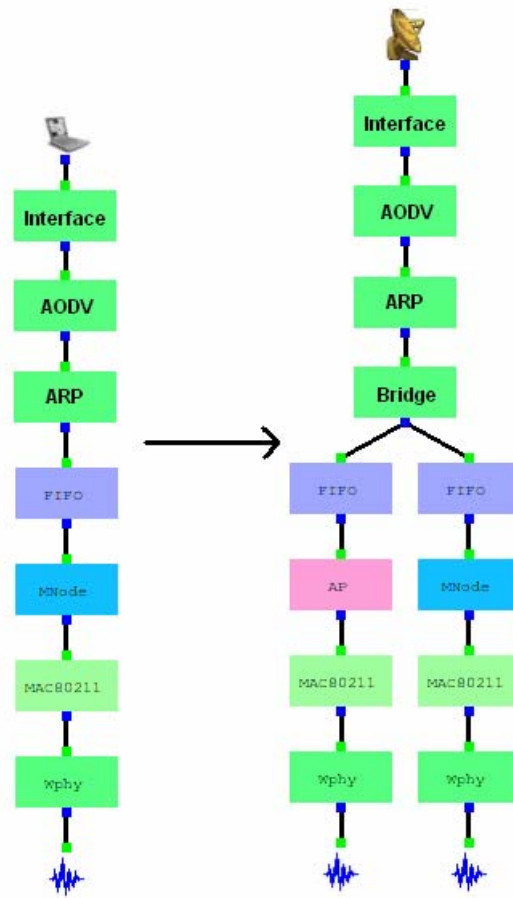 Interface
AODV
ARP
FIFO
MNode
MAC80211
Wphy
Interface
AODV
ARP
Bridge
FIFO
AP
MAC80211
Wphy
FIFO
MNode
MAC80211
Wphy